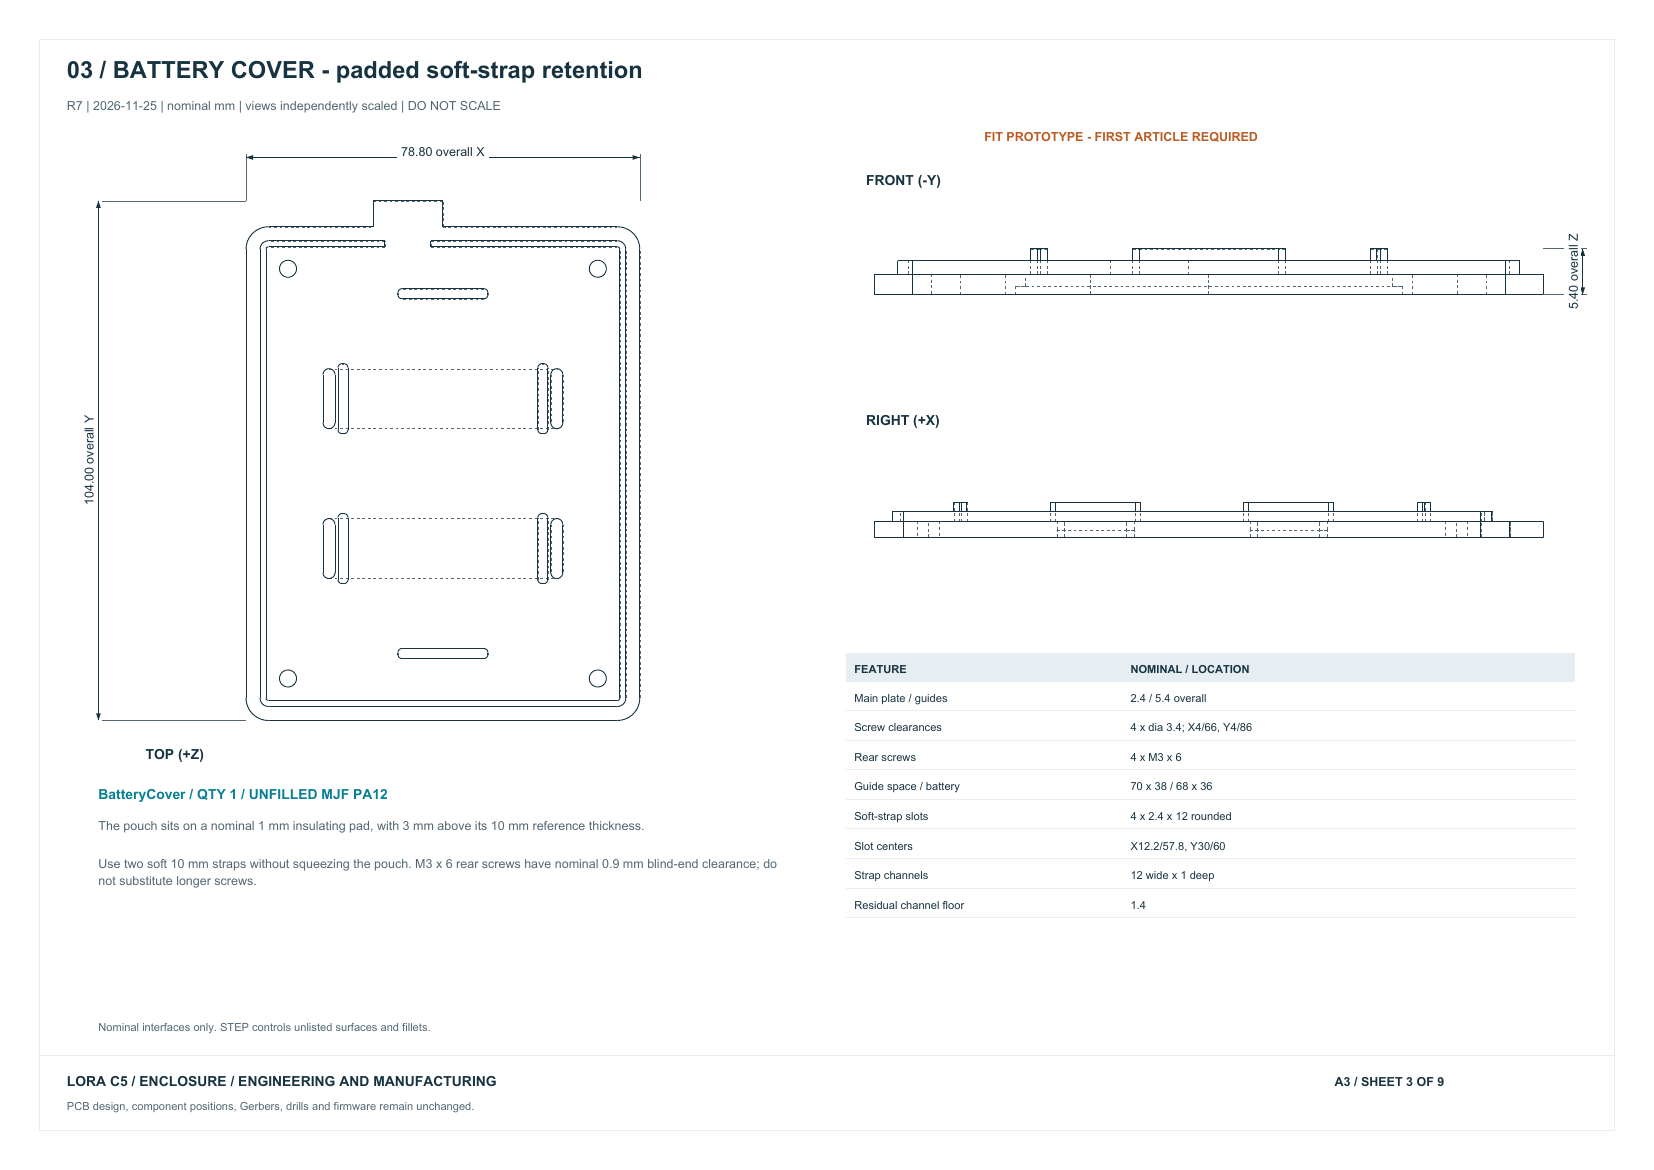 03 / BATTERY COVER - padded soft-strap retention
R7 | 2026-11-25 | nominal mm | views independently scaled | DO NOT SCALE
FIT PROTOTYPE - FIRST ARTICLE REQUIRED
78.80 overall X
104.00 overall Y
TOP (+Z)
FRONT (-Y)
5.40 overall Z
RIGHT (+X)
BatteryCover / QTY 1 / UNFILLED MJF PA12
The pouch sits on a nominal 1 mm insulating pad, with 3 mm above its 10 mm reference thickness.
Use two soft 10 mm straps without squeezing the pouch. M3 x 6 rear screws have nominal 0.9 mm blind-end clearance; do
not substitute longer screws.
FEATURE NOMINAL / LOCATION
Main plate / guides 2.4 / 5.4 overall
Screw clearances 4 x dia 3.4; X4/66, Y4/86
Rear screws 4 x M3 x 6
Guide space / battery 70 x 38 / 68 x 36
Soft-strap slots 4 x 2.4 x 12 rounded
Slot centers X12.2/57.8, Y30/60
Strap channels 12 wide x 1 deep
Residual channel floor 1.4
Nominal interfaces only. STEP controls unlisted surfaces and fillets.
LORA C5 / ENCLOSURE / ENGINEERING AND MANUFACTURING
A3 / SHEET 3 OF 9
PCB design, component positions, Gerbers, drills and firmware remain unchanged.